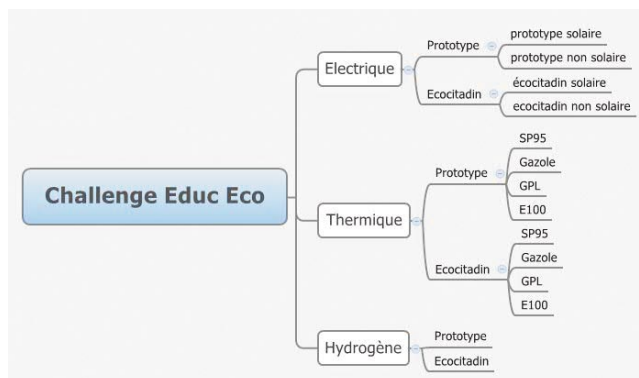 Challenge Educ Eco
Electrique
Prototype
prototype solaire
prototype non solaire
Ecocitadin
écocitadin solaire
ecocitadin non solaire
Thermique
Prototype
SP95
Gazole
GPL
E100
Ecocitadin
SP95
Gazole
GPL
E100
Hydrogène
Prototype
Ecocitadin